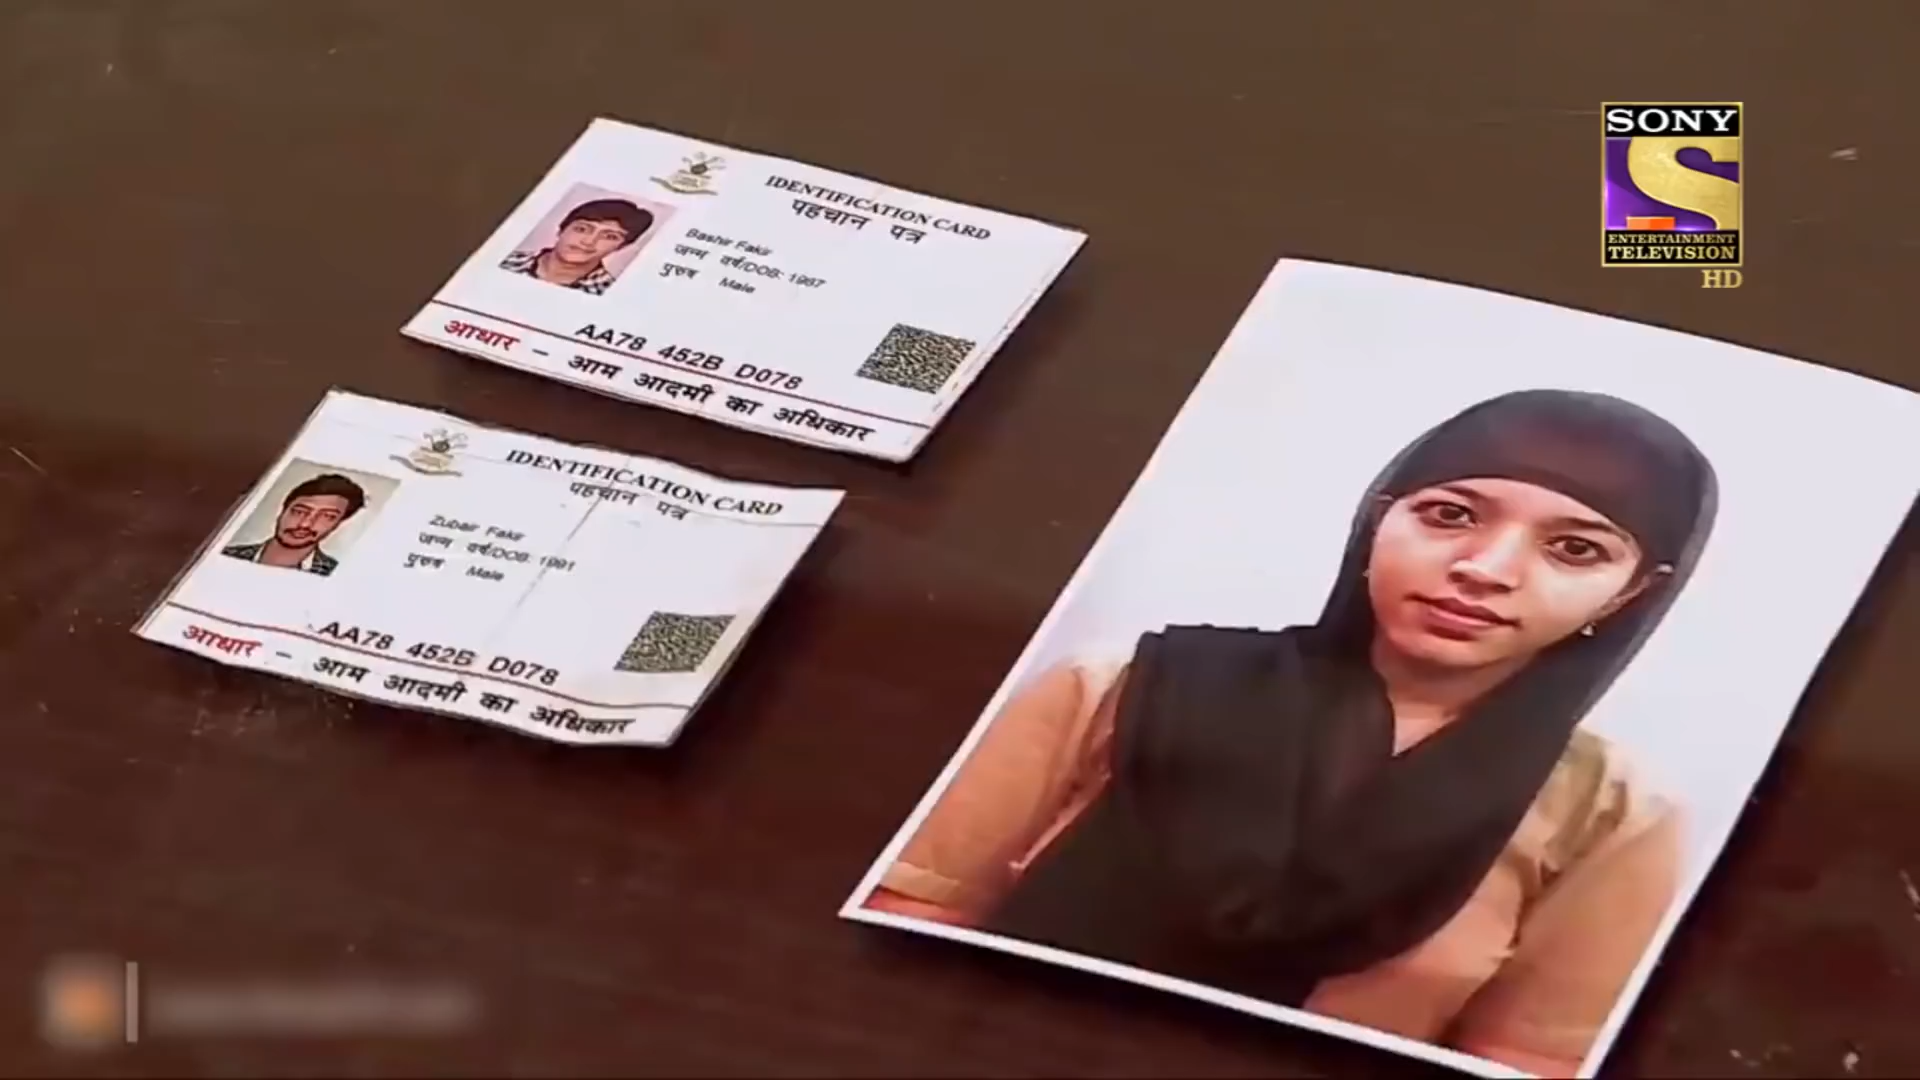 SONY
ENTERTAINMENT
TELEVISION
HD
IDENTIFICATION CARD
पहचान पत्र
Bashir Fakir
जन्म वर्ष/DOB: 1987
पुरुष Male
AA78 452B D078
आधार - आम आदमी का अधिकार
IDENTIFICATION CARD
पहचान पत्र
Zubair Fakir
जन्म वर्ष/DOB: 1991
पुरुष Male
AA78 452B D078
आधार - आम आदमी का अधिकार